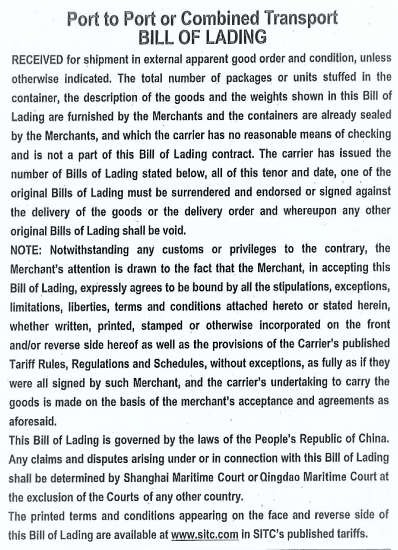 Port to Port or Combined Transport
BILL OF LADING
RECEIVED for shipment in external apparent good order and condition, unless
otherwise indicated. The total number of packages or units stuffed in the
container, the description of the goods and the weights shown in this Bill of
Lading are furnished by the Merchants and the containers are already sealed
by the Merchants, and which the carrier has no reasonable means of checking
and is not a part of this Bill of Lading contract. The carrier has issued the
number of Bills of Lading stated below, all of this tenor and date, one of the
original Bills of Lading must be surrendered and endorsed or signed against
the delivery of the goods or the delivery order and whereupon any other
original Bills of Lading shall be void.
NOTE: Notwithstanding any customs or privileges to the contrary, the
Merchant's attention is drawn to the fact that the Merchant, in accepting this
Bill of Lading, expressly agrees to be bound by all the stipulations, exceptions,
limitations, liberties, terms and conditions attached hereto or stated herein,
whether written, printed, stamped or otherwise incorporated on the front
and/or reverse side hereof as well as the provisions of the Carrier's published
Tariff Rules, Regulations and Schedules, without exceptions, as fully as if they
were all signed by such Merchant, and the carrier's undertaking to carry the
goods is made on the basis of the merchant's acceptance and agreements as
aforesaid.
This Bill of Lading is governed by the laws of the People's Republic of China.
Any claims and disputes arising under or in connection with this Bill of Lading
shall be determined by Shanghai Maritime Court or Qingdao Maritime Court at
the exclusion of the Courts of any other country.
The printed terms and conditions appearing on the face and reverse side of
this Bill of Lading are available at www.sitc.com in SITC's published tariffs.